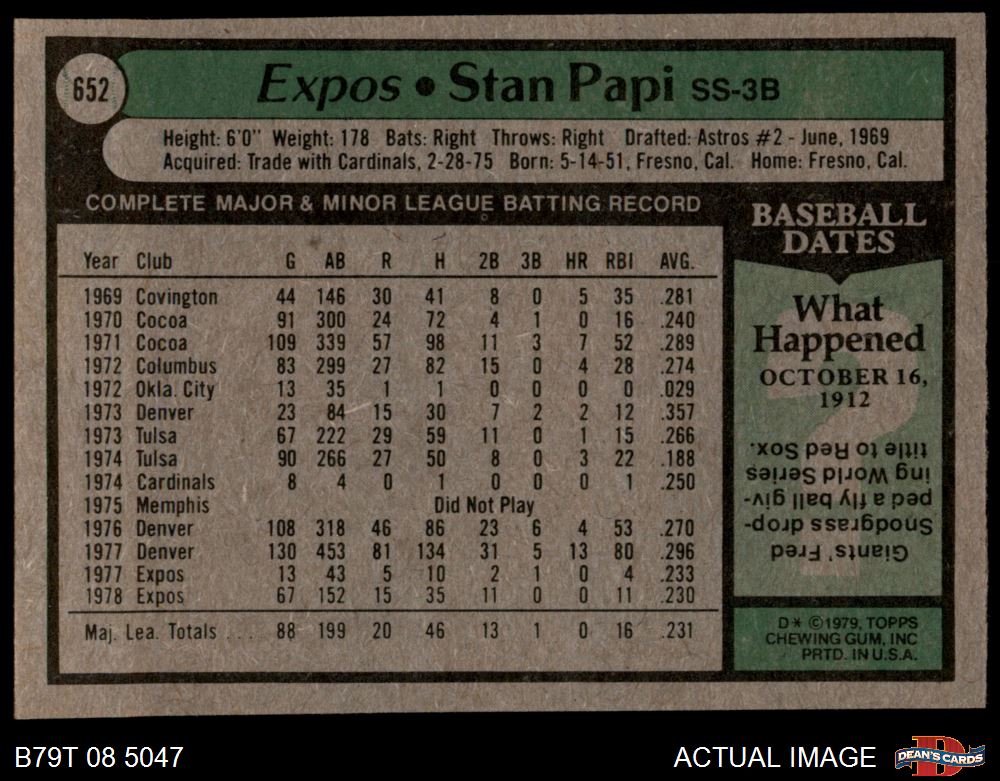 652
Expos • Stan Papi SS-3B
Height: 6'0" Weight: 178 Bats: Right Throws: Right Drafted: Astros #2 - June, 1969
Acquired: Trade with Cardinals, 2-28-75 Born: 5-14-51, Fresno, Cal. Home: Fresno, Cal.
COMPLETE MAJOR & MINOR LEAGUE BATTING RECORD
Year Club G AB R H 2B 3B HR RBI AVG.
1969 Covington 44 146 30 41 8 0 5 35 .281
1970 Cocoa 91 300 24 72 4 1 0 16 .240
1971 Cocoa 109 339 57 98 11 3 7 52 .289
1972 Columbus 83 299 27 82 15 0 4 28 .274
1972 Okla. City 13 35 1 1 0 0 0 0 .029
1973 Denver 23 84 15 30 7 2 2 12 .357
1973 Tulsa 67 222 29 59 11 0 1 15 .266
1974 Tulsa 90 266 27 50 8 0 3 22 .188
1974 Cardinals 8 4 0 1 0 0 0 1 .250
1975 Memphis Did Not Play
1976 Denver 108 318 46 86 23 6 4 53 .270
1977 Denver 130 453 81 134 31 5 13 80 .296
1977 Expos 13 43 5 10 2 1 0 4 .233
1978 Expos 67 152 15 35 11 0 0 11 .230
Maj. Lea. Totals . . . 88 199 20 46 13 1 0 16 .231
BASEBALL
DATES
What
Happened
OCTOBER 16,
1912
Giants' Fred
Snodgrass drop-
ped a fly ball giv-
ing World Series
title to Red Sox.
D* ©1979, TOPPS
CHEWING GUM, INC
PRTD. IN U.S.A.
B79T 08 5047
ACTUAL IMAGE
D
DEAN'S CARDS